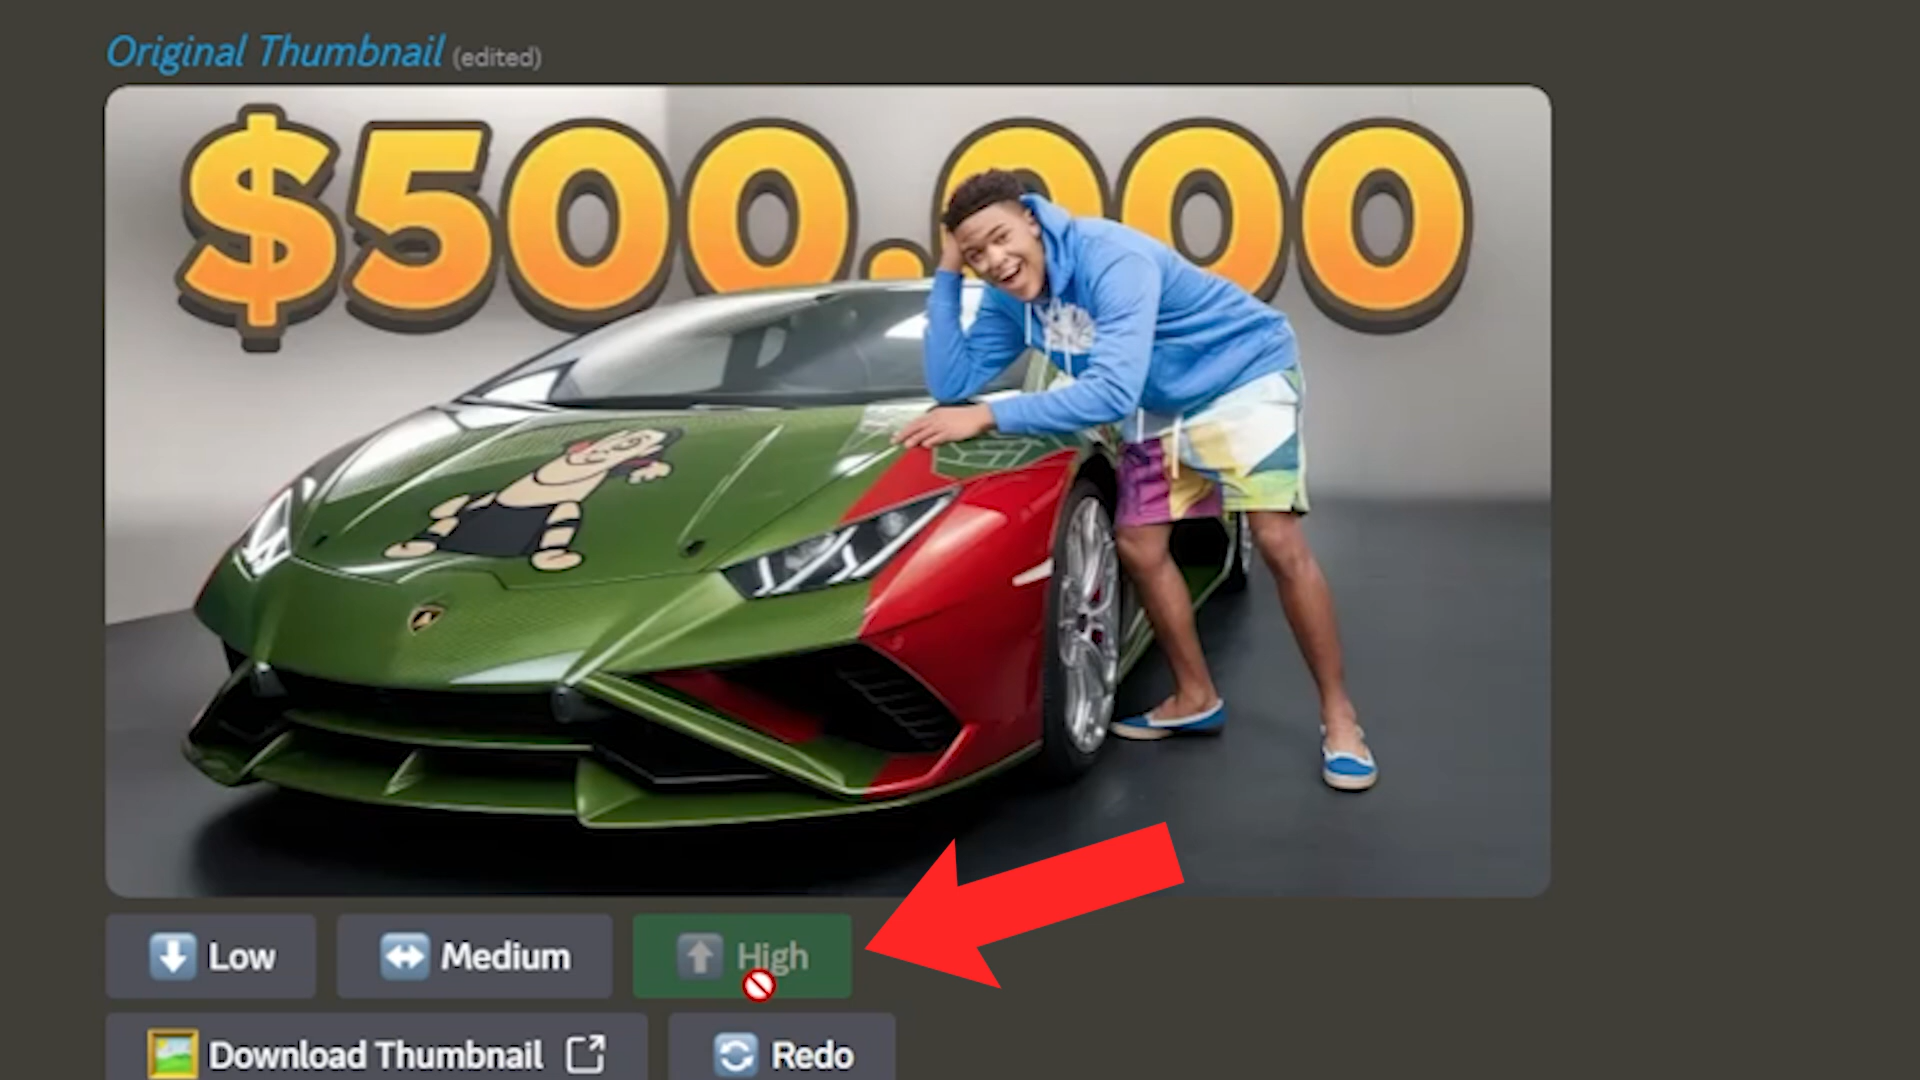 Original Thumbnail (edited)
$500.000
Low
Medium
High
Download Thumbnail
Redo